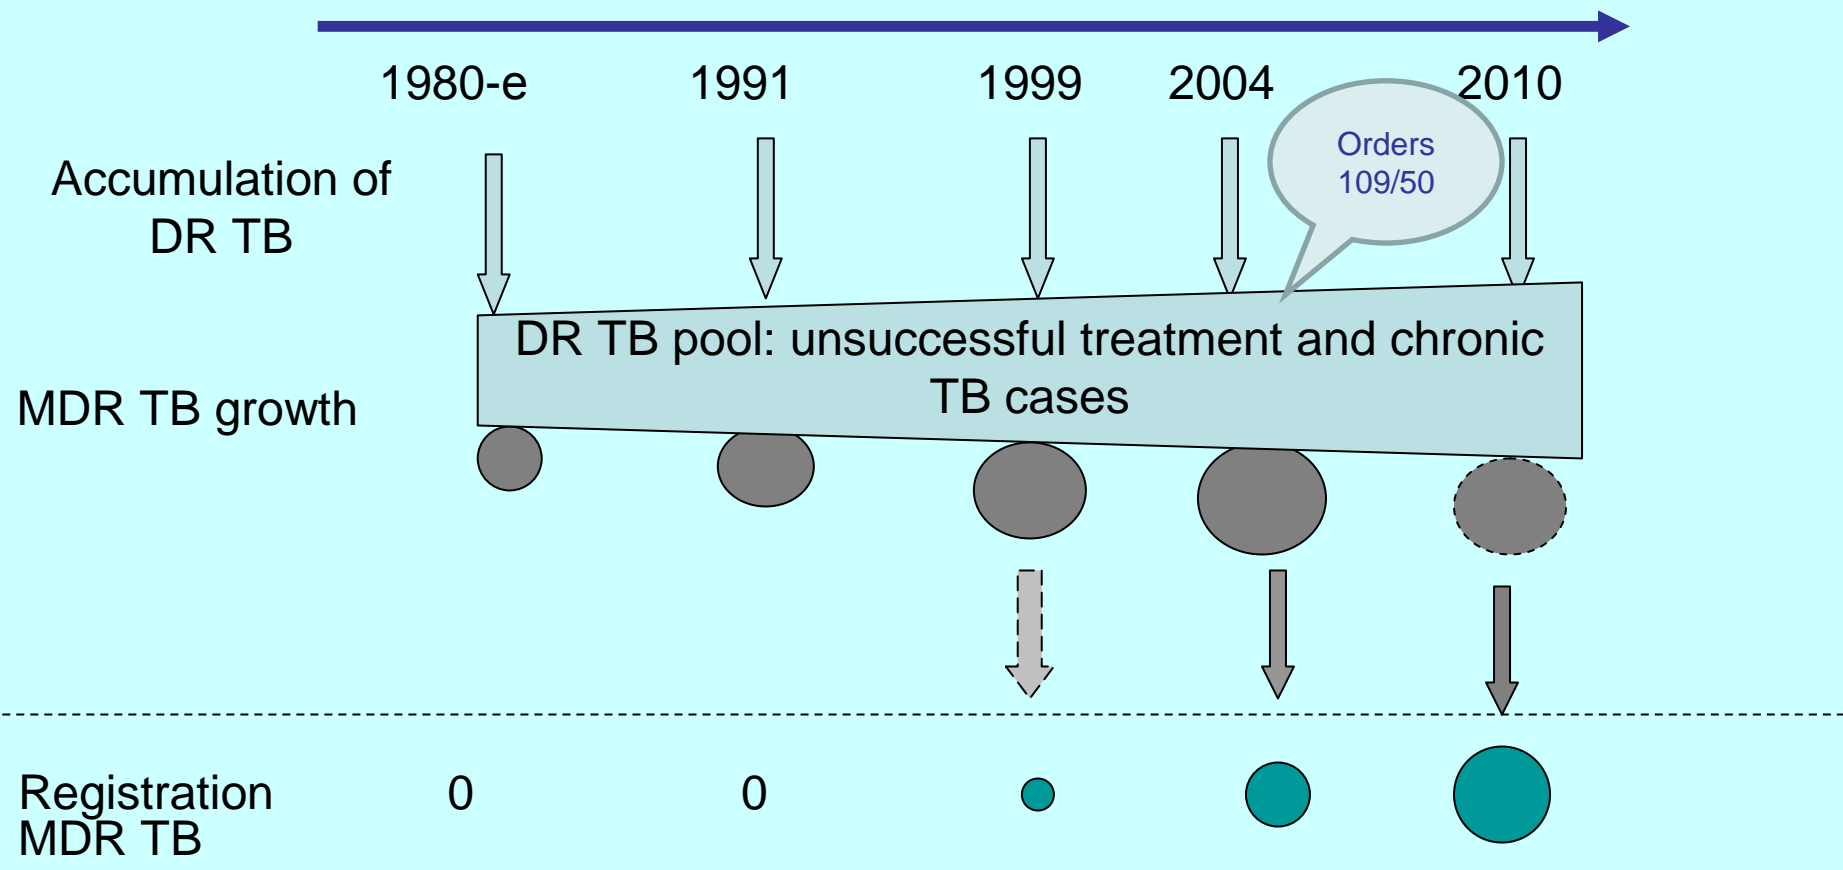 1980-e 1991 1999 2004 2010
Orders
109/50
Accumulation of
DR TB
DR TB pool: unsuccessful treatment and chronic
TB cases
MDR TB growth
Registration 0 0
MDR TB